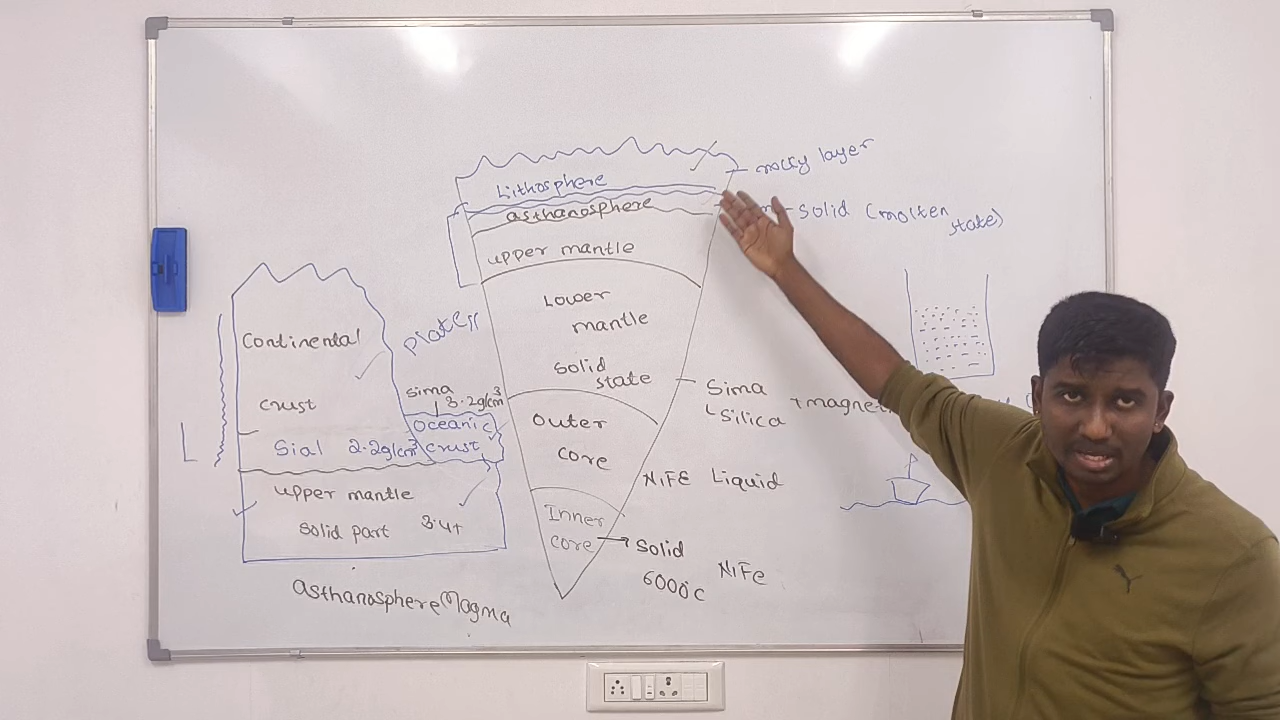 Lithosphere
rocky layer
asthanosphere
solid (molten
state)
upper mantle
Lower
mantle
solid
state
Sima
Silica
+magne
outer
core
NiFe Liquid
Inner
core
Solid
6000°c
NiFe
plates
Continental
crust
Sial 2.2g/cm³
sima
3.2g/cm³
oceanic c
crust
upper mantle
solid part 3.4+
asthanosphere Magma